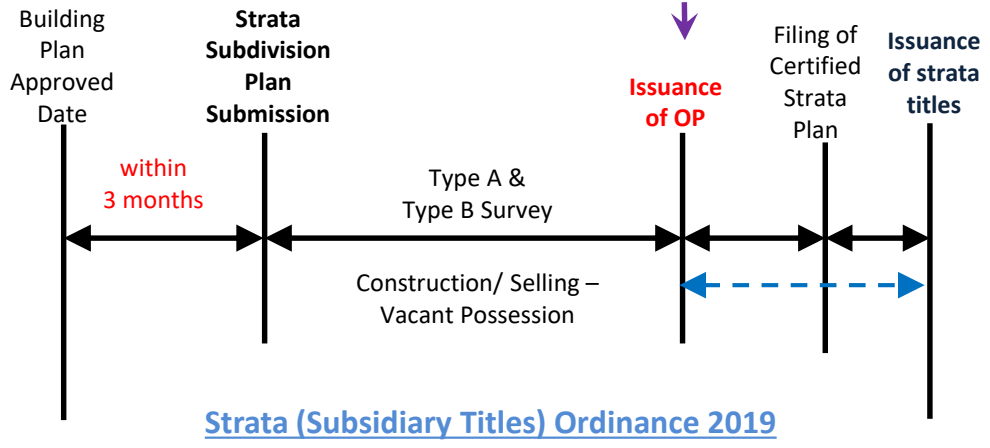 Building
Plan
Approved
Date
Strata
Subdivision
Plan
Submission
Issuance
of OP
Filing of
Certified
Strata
Plan
Issuance
of strata
titles
within
3 months
Type A &
Type B Survey
Construction/ Selling –
Vacant Possession
Strata (Subsidiary Titles) Ordinance 2019